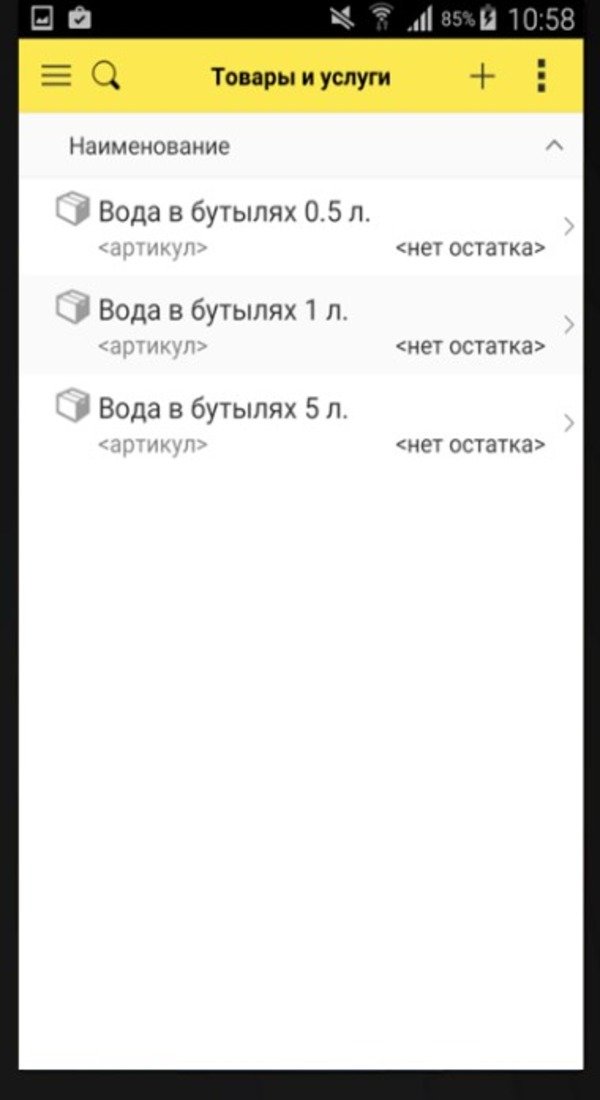 85% 10:58
Товары и услуги
Наименование
Вода в бутылях 0.5 л.
<артикул> <нет остатка>
Вода в бутылях 1 л.
<артикул> <нет остатка>
Вода в бутылях 5 л.
<артикул> <нет остатка>